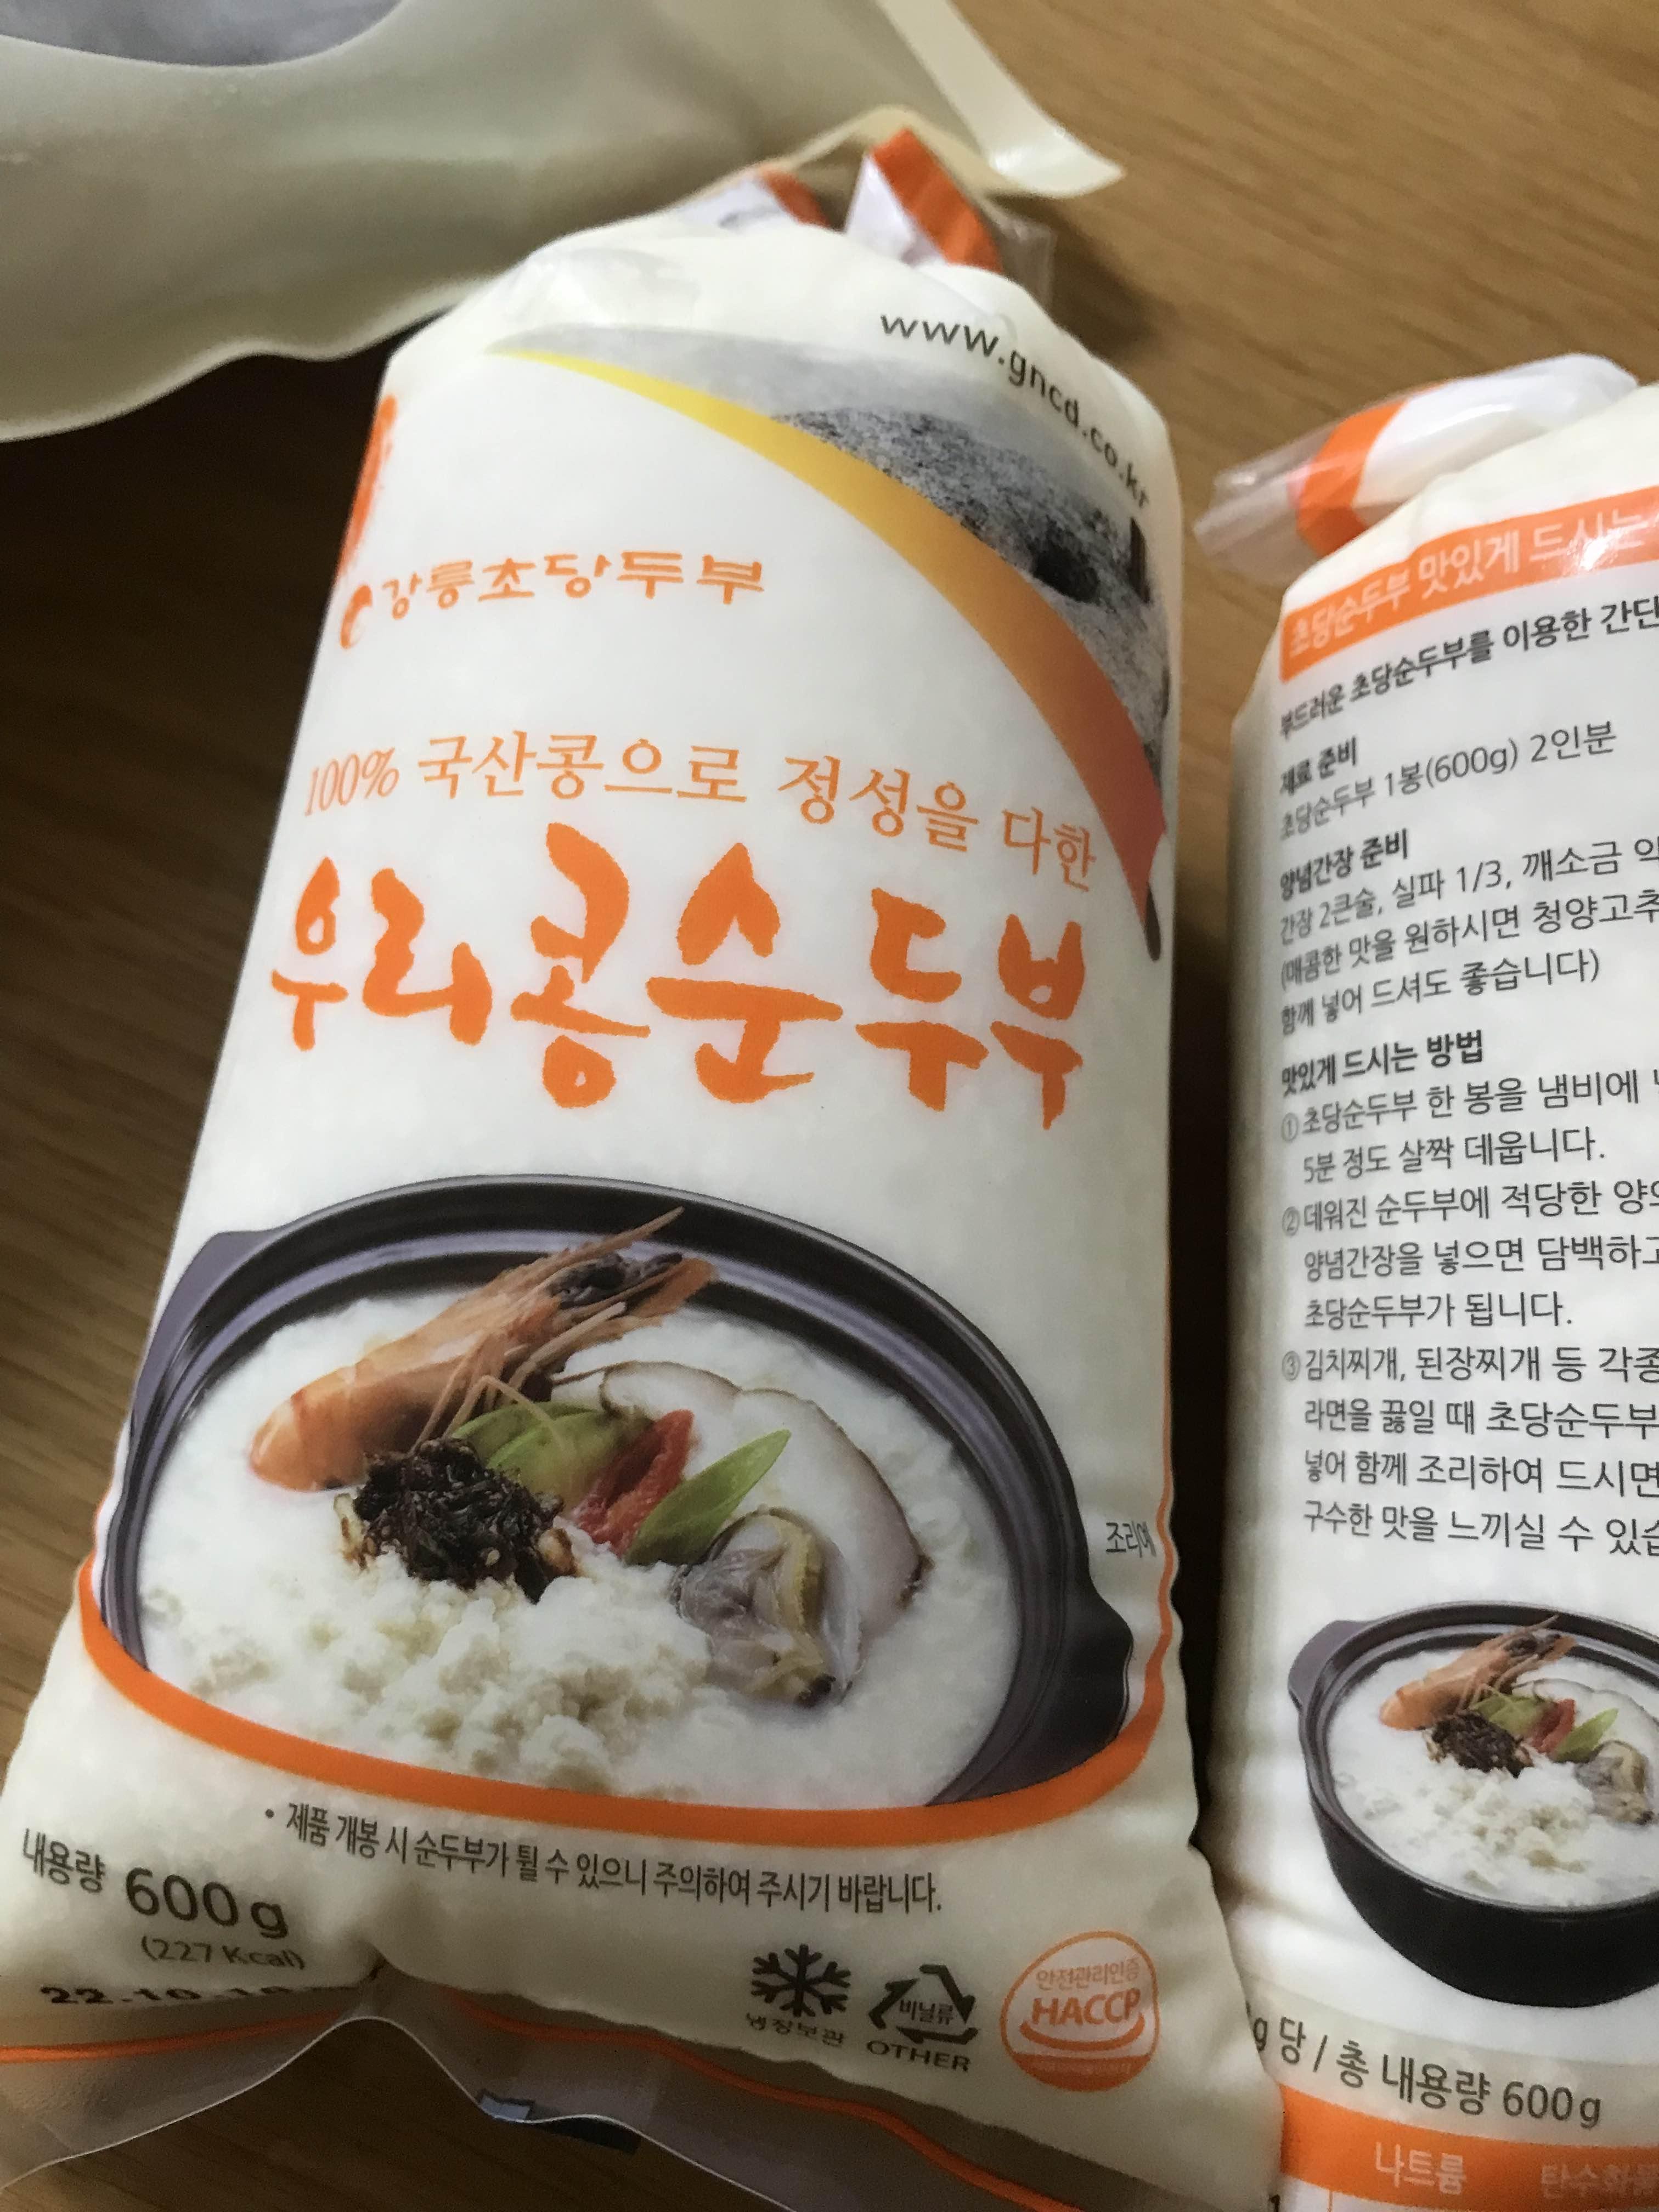 www.gncd.co.kr
강릉초당두부
100% 국산콩으로 정성을 다한
우리콩순두부
조리예
• 제품 개봉 시 순두부가 튈 수 있으니 주의하여 주시기 바랍니다.
내용량 600g
(227 Kcal)
22.10
냉장보관
비닐류
OTHER
안전관리인증
HACCP
초당순두부 맛있게 드시는
부드러운 초당순두부를 이용한 간단
재료 준비
초당순두부 1봉(600g) 2인분
양념간장 준비
간장 2큰술, 실파 1/3, 깨소금 약
(매콤한 맛을 원하시면 청양고추
함께 넣어 드셔도 좋습니다)
맛있게 드시는 방법
① 초당순두부 한 봉을 냄비에
5분 정도 살짝 데웁니다.
② 데워진 순두부에 적당한 양의
양념간장을 넣으면 담백하고
초당순두부가 됩니다.
③ 김치찌개, 된장찌개 등 각종
라면을 끓일 때 초당순두부
넣어 함께 조리하여 드시면
구수한 맛을 느끼실 수 있습
g 당 / 총 내용량 600g
나트륨 탄수화물